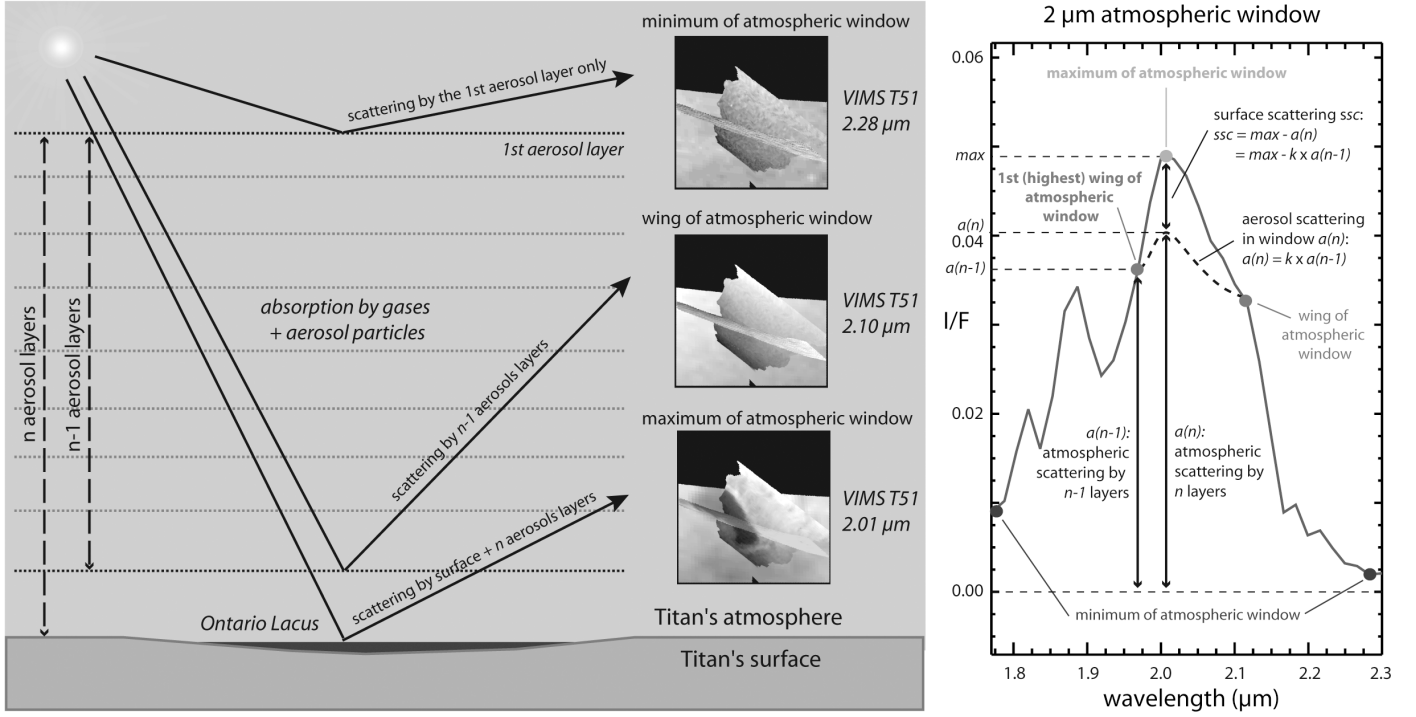 minimum of atmospheric window
scattering by the 1st aerosol layer only
VIMS T51
2.28 µm
1st aerosol layer
wing of atmospheric window
n aerosol layers
n-1 aerosol layers
absorption by gases
+ aerosol particles
VIMS T51
2.10 µm
scattering by n-1 aerosols layers
maximum of atmospheric window
VIMS T51
2.01 µm
scattering by surface + n aerosols layers
Ontario Lacus
Titan's atmosphere
Titan's surface
2 µm atmospheric window
0.06
maximum of atmospheric window
surface scattering ssc:
ssc = max - a(n)
= max - k x a(n-1)
max
1st (highest) wing of
atmospheric
window
a(n)
0.04
aerosol scattering
in window a(n):
a(n) = k x a(n-1)
a(n-1)
I/F
wing of
atmospheric
window
0.02
a(n-1):
atmospheric
scattering by
n-1 layers
a(n):
atmospheric
scattering by
n layers
0.00
minimum of atmospheric window
1.8
1.9
2.0
2.1
2.2
2.3
wavelength (µm)